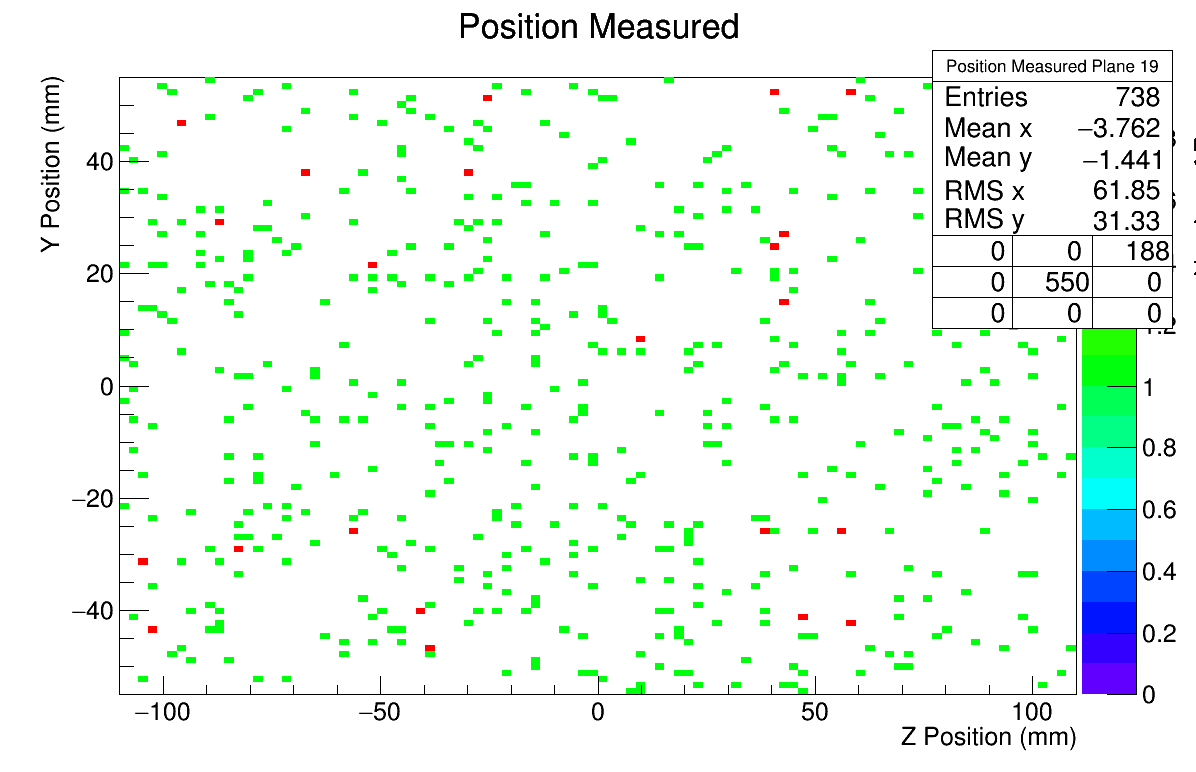 Position Measured
Y Position (mm)
Position Measured Plane 19
Entries 738
Mean x −3.762
Mean y −1.441
RMS x 61.85
RMS y 31.33
0 0 188
0 550 0
0 0 0
40
20
0
−20
−40
1
0.8
0.6
0.4
0.2
0
−100 −50 0 50 100
Z Position (mm)